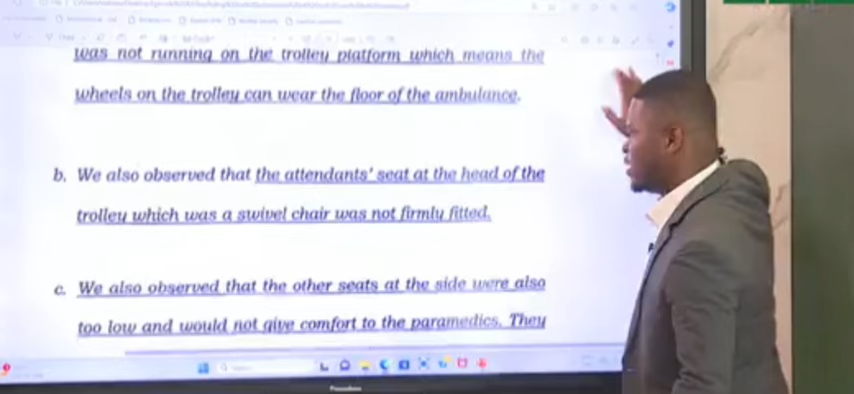 was not running on the trolley platform which means the
wheels on the trolley can wear the floor of the ambulance.
b. We also observed that the attendants' seat at the head of the
trolley which was a swivel chair was not firmly fitted.
c. We also observed that the other seats at the side were also
too low and would not give comfort to the paramedics. They